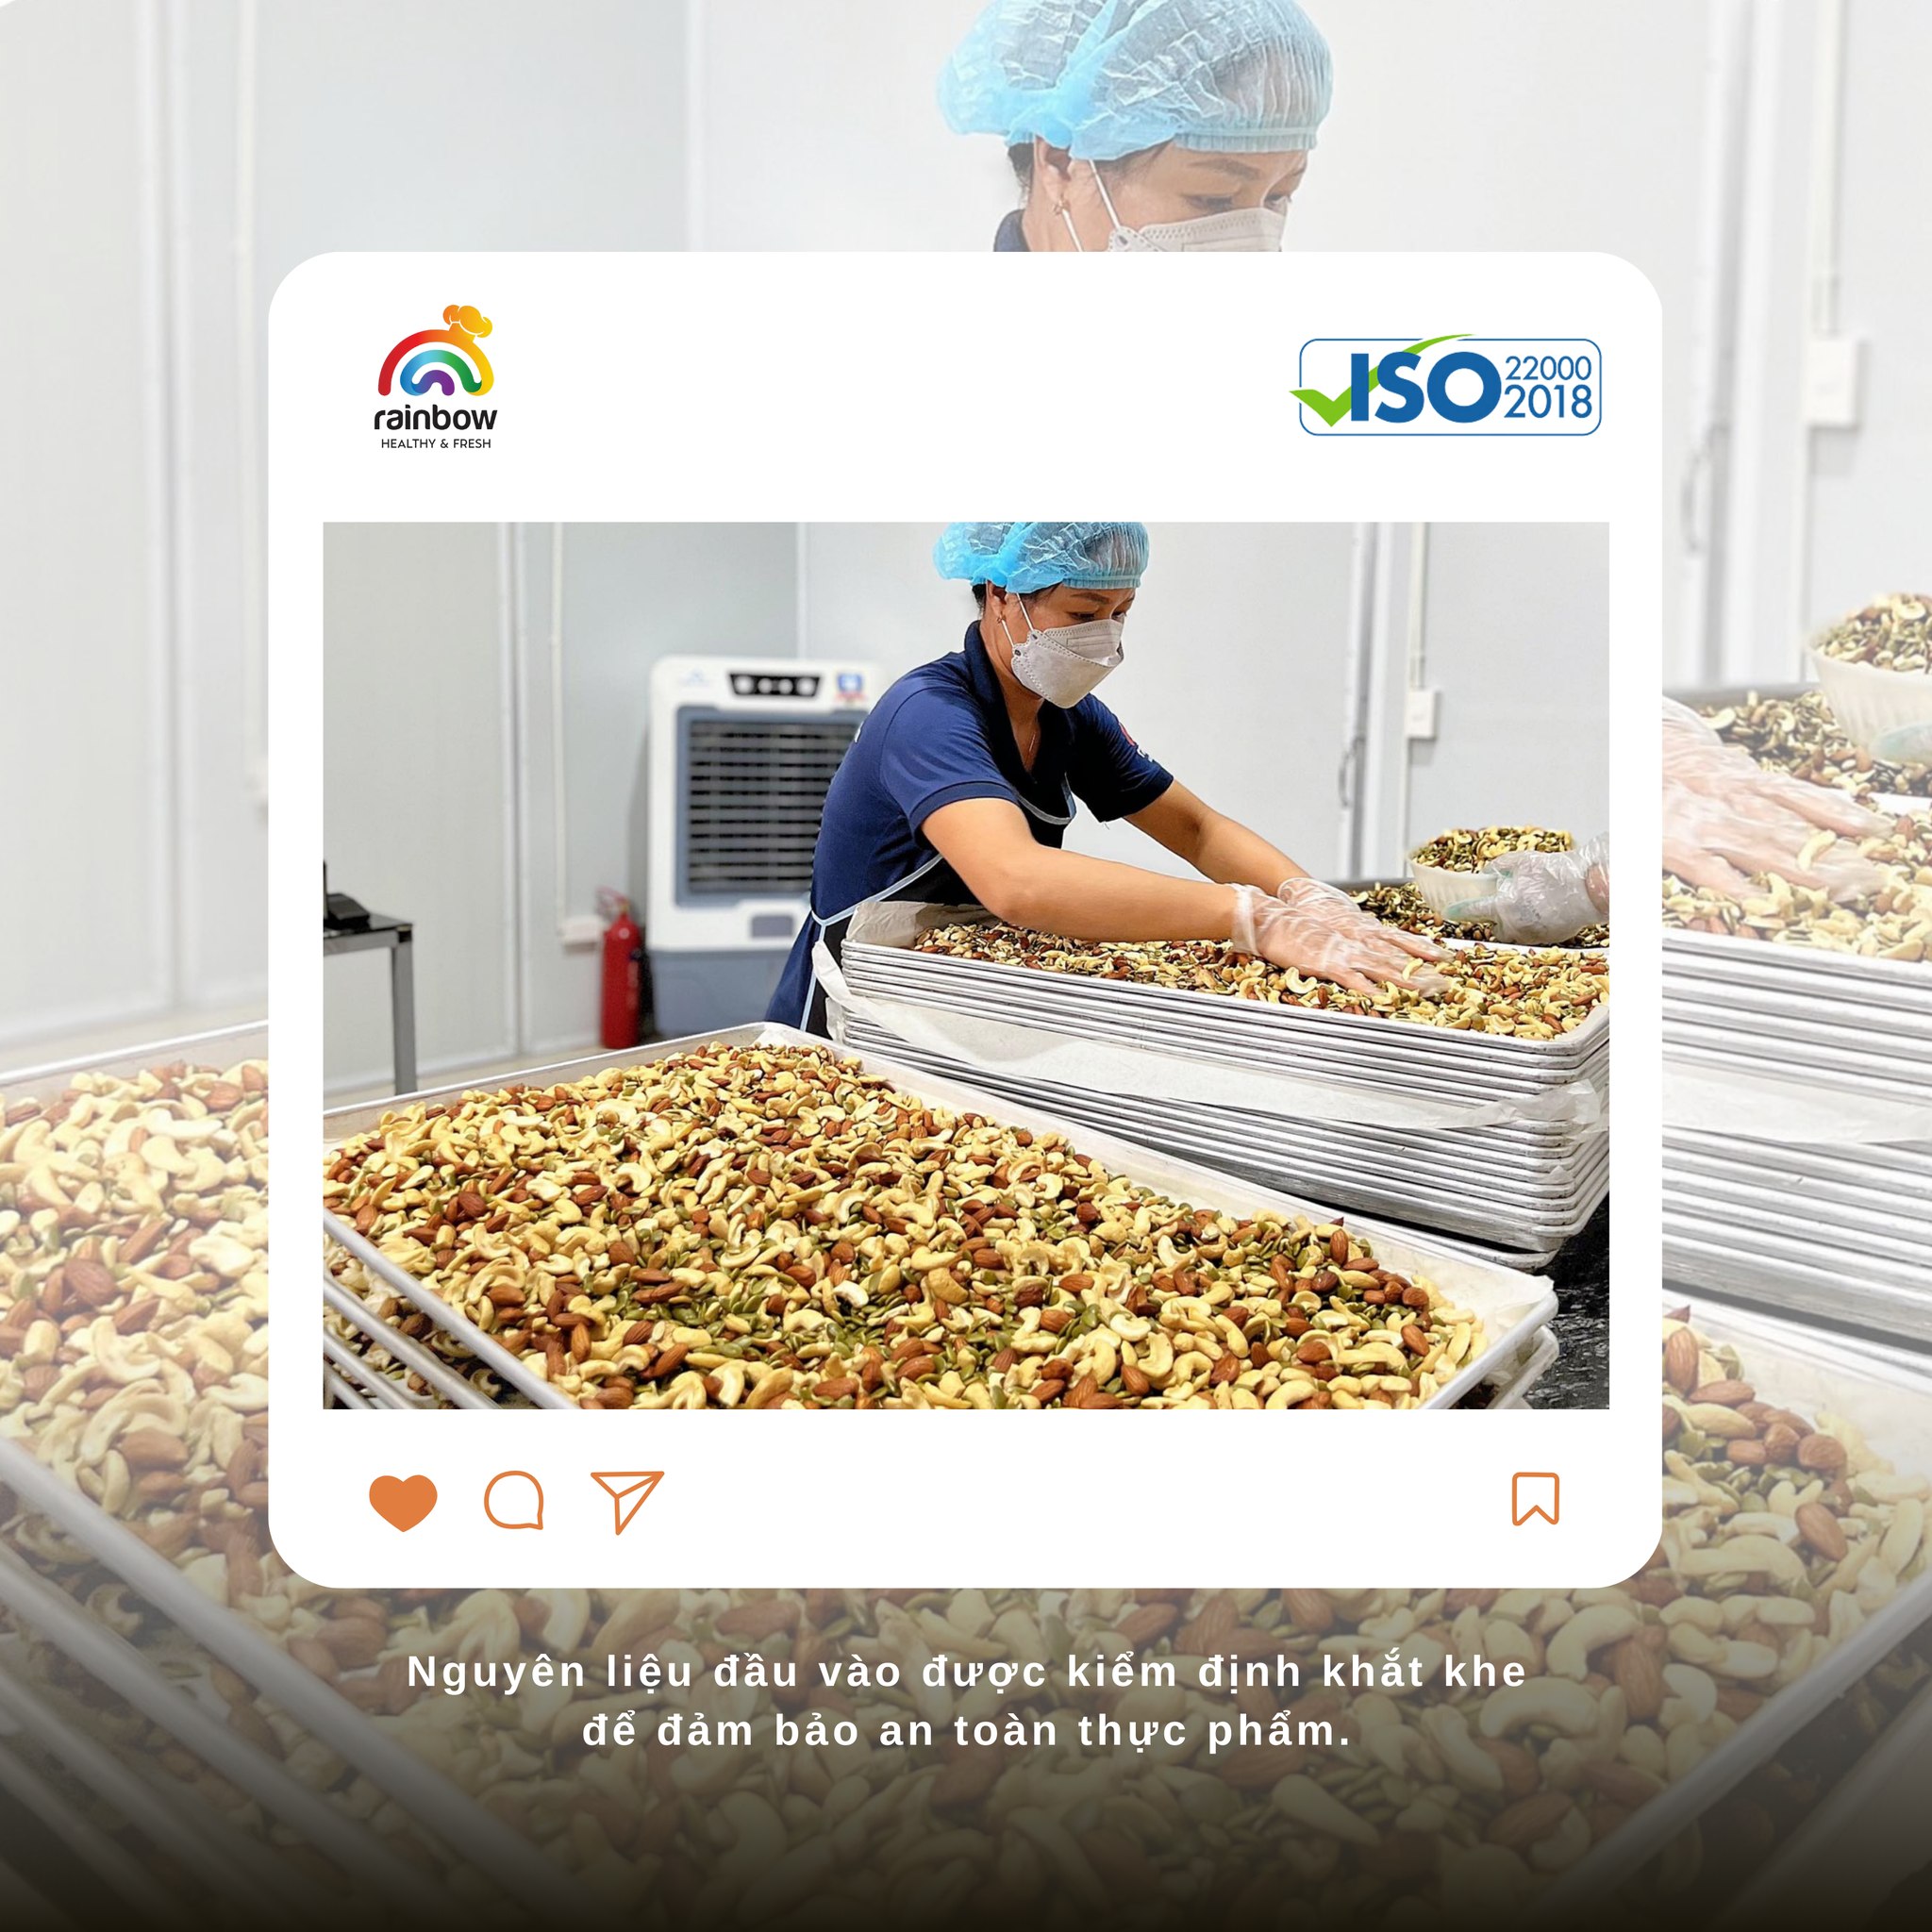 rainbow
HEALTHY & FRESH
ISO 22000
2018
Nguyên liệu đầu vào được kiểm định khắt khe
để đảm bảo an toàn thực phẩm.